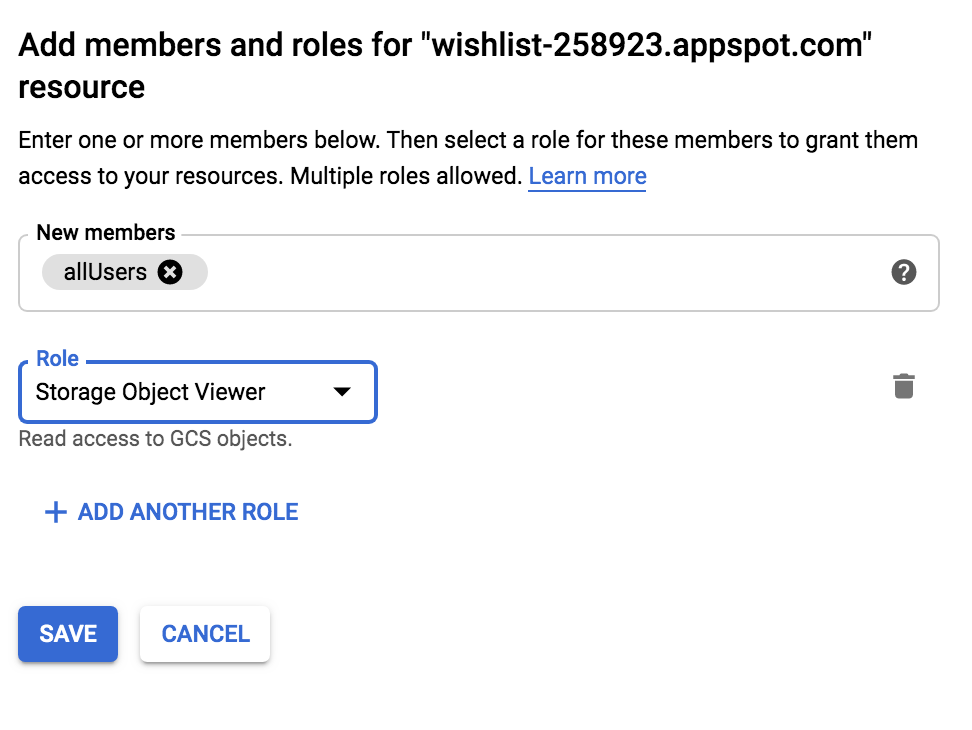 Add members and roles for "wishlist-258923.appspot.com"
resource
Enter one or more members below. Then select a role for these members to grant them
access to your resources. Multiple roles allowed. Learn more
New members
allUsers
Role
Storage Object Viewer
Read access to GCS objects.
ADD ANOTHER ROLE
SAVE CANCEL